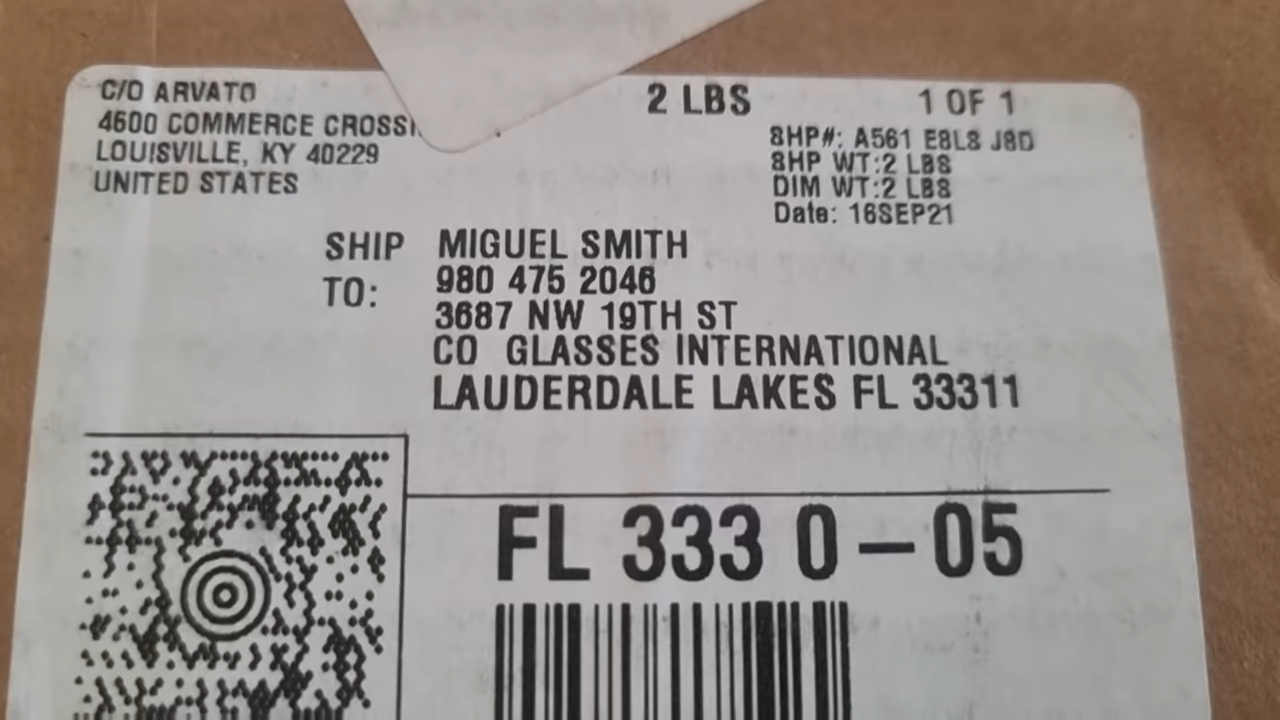 C/O ARVATO
4600 COMMERCE
LOUISVILLE, KY 40229
UNITED STATES
2 LBS
1 OF 1
SHP#: A561 E8L8 J8D
SHP WT:2 LBS
DIM WT:2 LBS
Date: 16SEP21
SHIP TO:
MIGUEL SMITH
980 475 2046
3687 NW 19TH ST
CO GLASSES INTERNATIONAL
LAUDERDALE LAKES FL 33311
FL 333 0-05